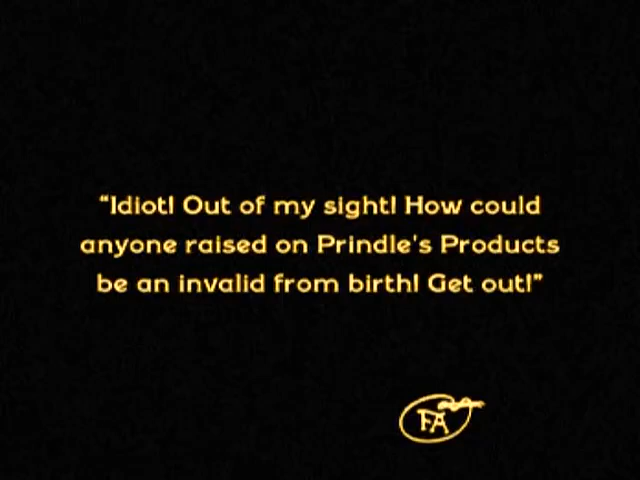 "Idiot! Out of my sight! How could
anyone raised on Prindle's Products
be an invalid from birth! Get out!"
FA